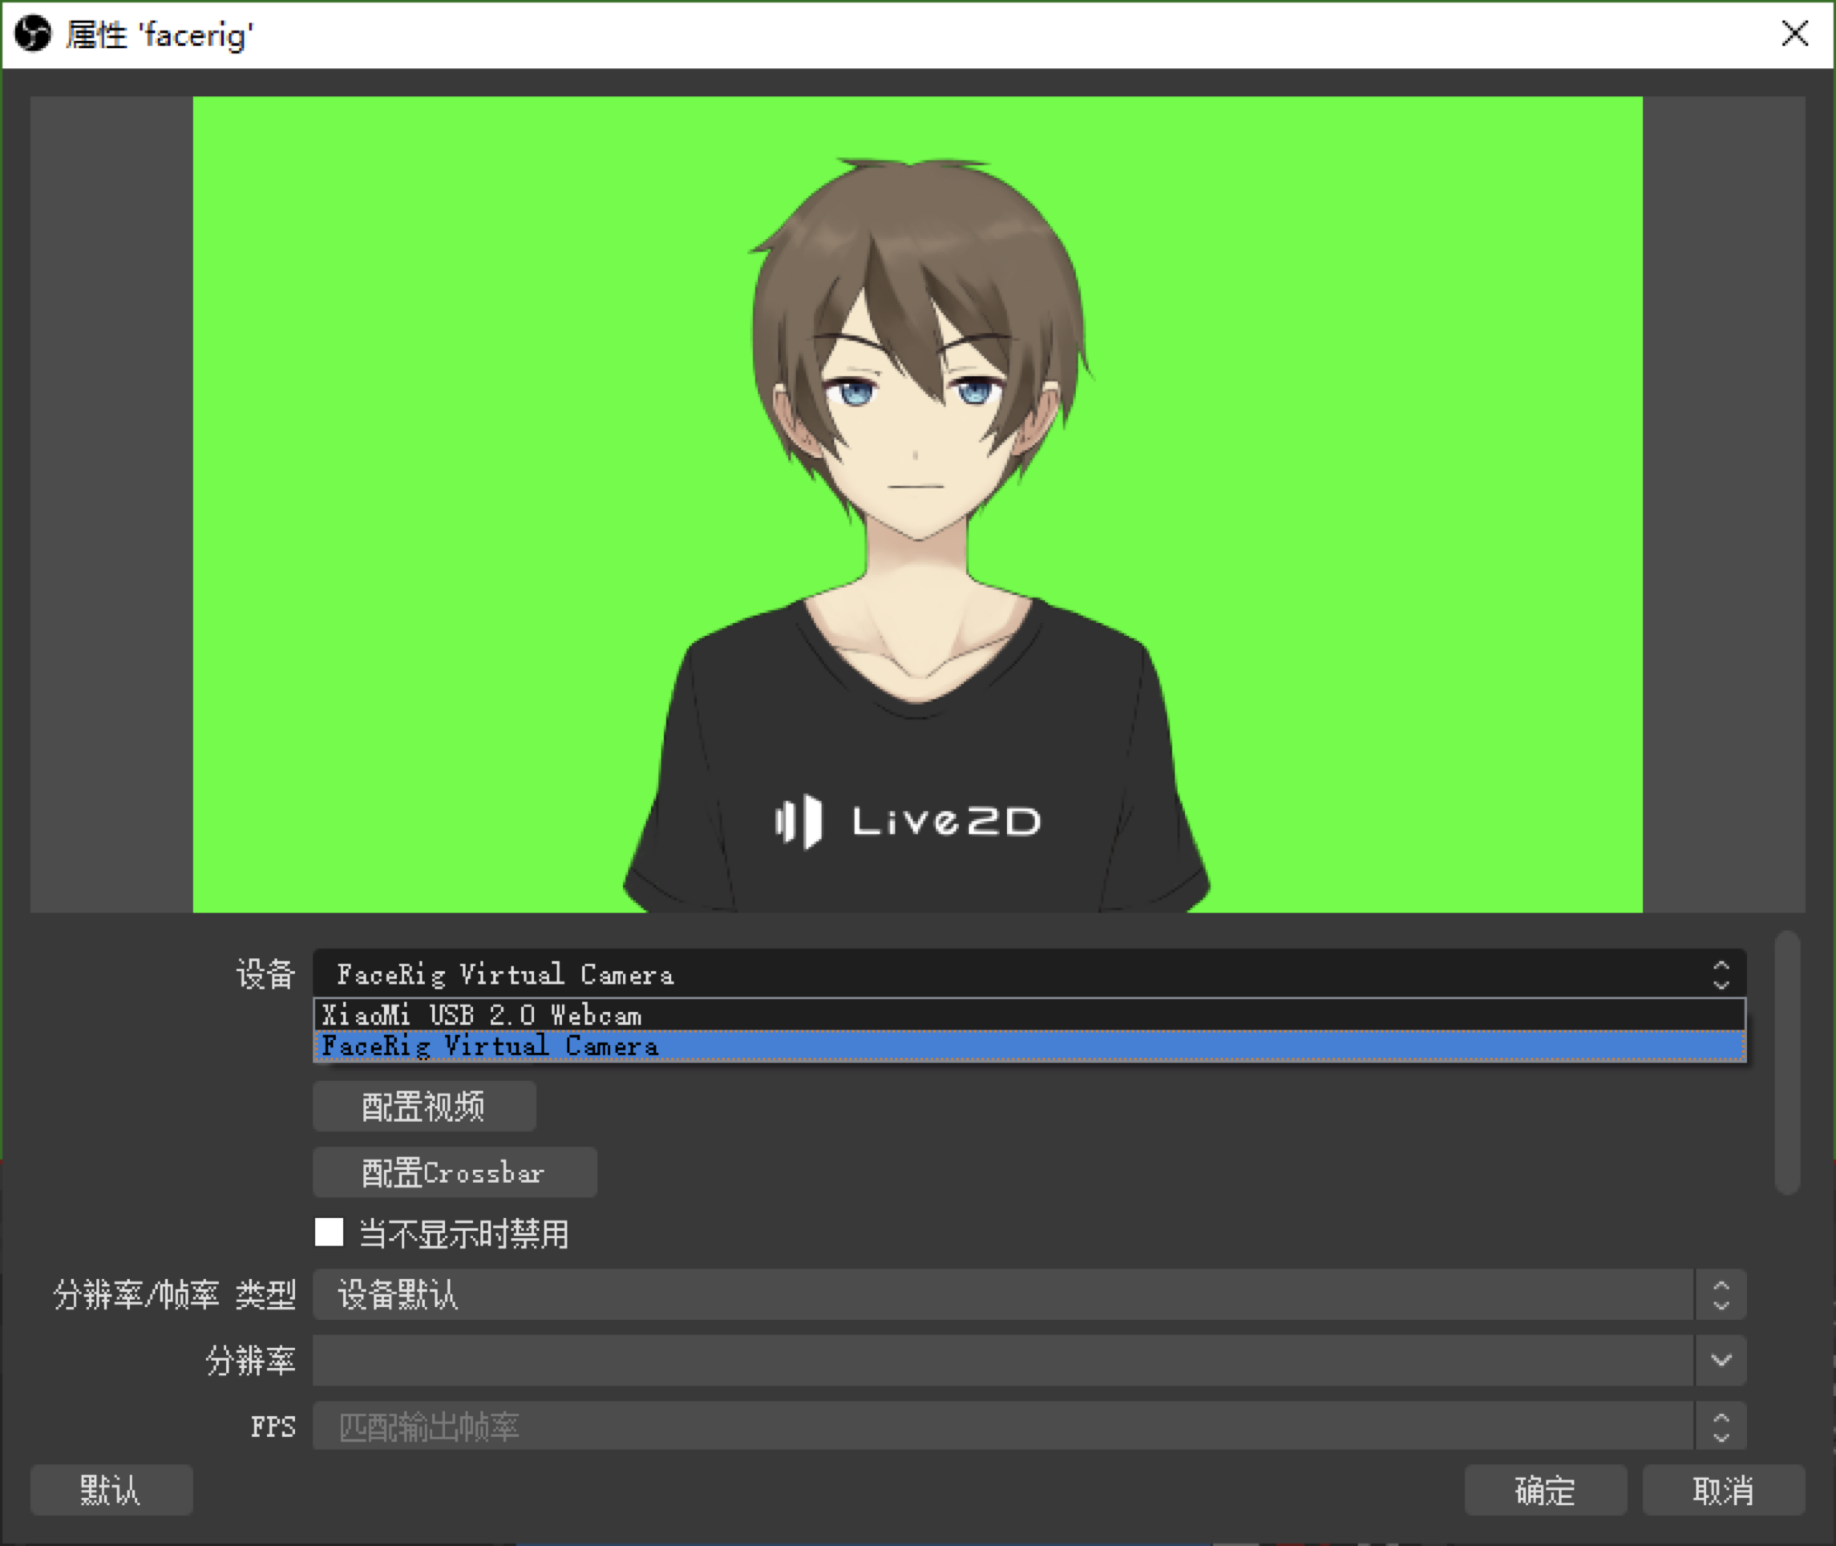 属性 'facerig'
Live2D
设备 FaceRig Virtual Camera
XiaoMi USB 2.0 Webcam
FaceRig Virtual Camera
配置视频
配置Crossbar
当不显示时禁用
分辨率/帧率 类型 设备默认
分辨率
FPS 匹配输出帧率
默认 确定 取消